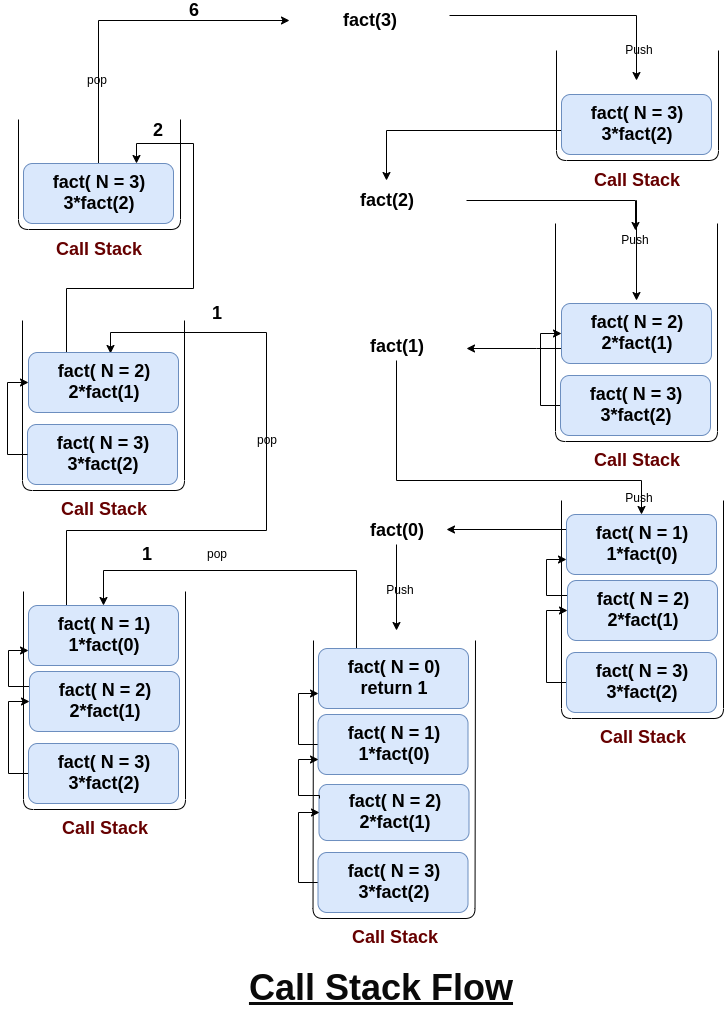 6
fact(3)
Push
pop
fact( N = 3)
3*fact(2)
Call Stack
2
fact( N = 3)
3*fact(2)
Call Stack
fact(2)
Push
fact( N = 2)
2*fact(1)
fact( N = 3)
3*fact(2)
Call Stack
1
fact(1)
fact( N = 2)
2*fact(1)
fact( N = 3)
3*fact(2)
Call Stack
pop
Push
fact( N = 1)
1*fact(0)
fact( N = 2)
2*fact(1)
fact( N = 3)
3*fact(2)
Call Stack
fact(0)
1
pop
Push
fact( N = 1)
1*fact(0)
fact( N = 2)
2*fact(1)
fact( N = 3)
3*fact(2)
Call Stack
fact( N = 0)
return 1
fact( N = 1)
1*fact(0)
fact( N = 2)
2*fact(1)
fact( N = 3)
3*fact(2)
Call Stack
Call Stack Flow